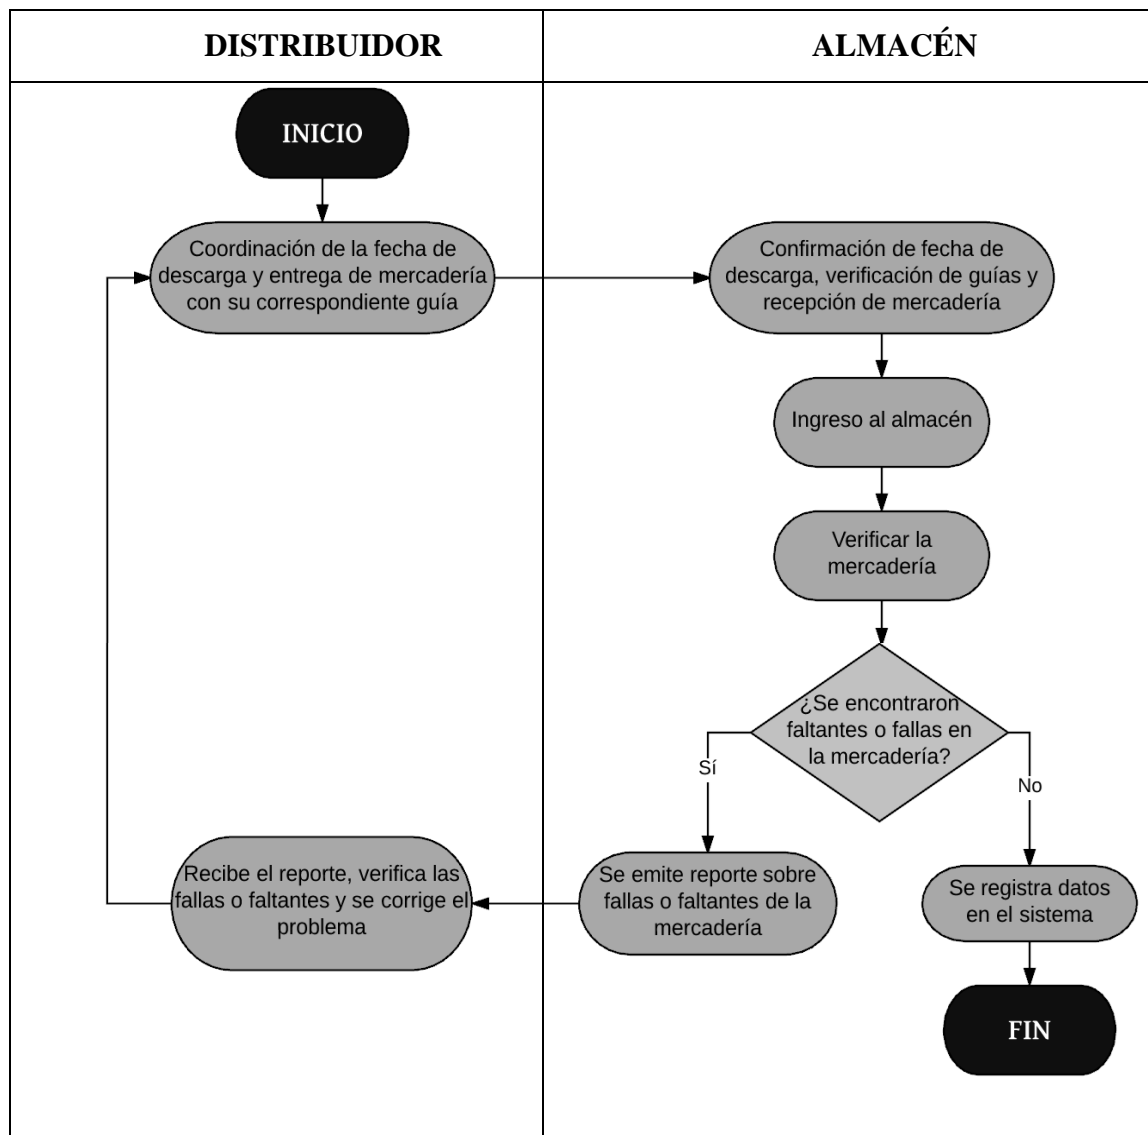 DISTRIBUIDOR
ALMACÉN
INICIO
Coordinación de la fecha de
descarga y entrega de mercadería
con su correspondiente guía
Confirmación de fecha de
descarga, verificación de guías y
recepción de mercadería
Ingreso al almacén
Verificar la
mercadería
¿Se encontraron
faltantes o fallas en
la mercadería?
Sí
No
Recibe el reporte, verifica las
fallas o faltantes y se corrige el
problema
Se emite reporte sobre
fallas o faltantes de la
mercadería
Se registra datos
en el sistema
FIN